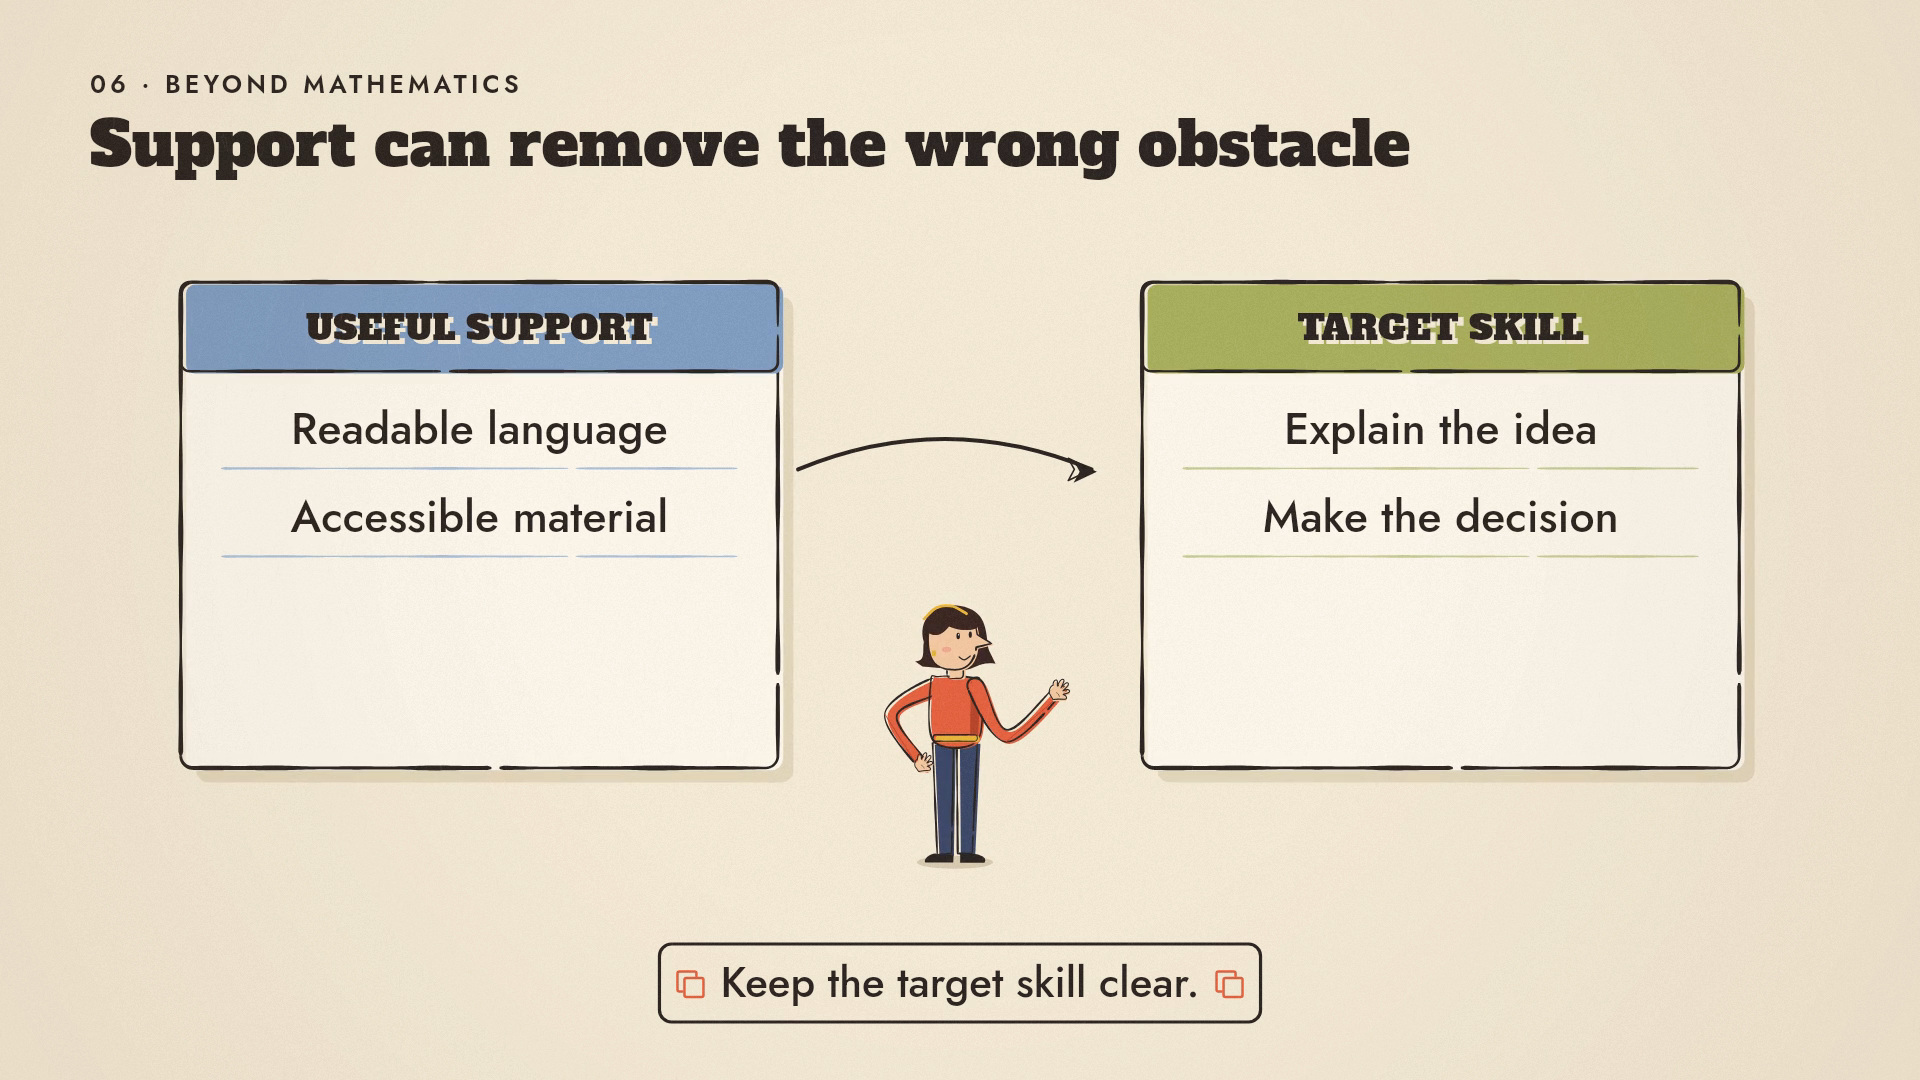 06 · BEYOND MATHEMATICS
Support can remove the wrong obstacle
USEFUL SUPPORT
Readable language
Accessible material
TARGET SKILL
Explain the idea
Make the decision
Keep the target skill clear.